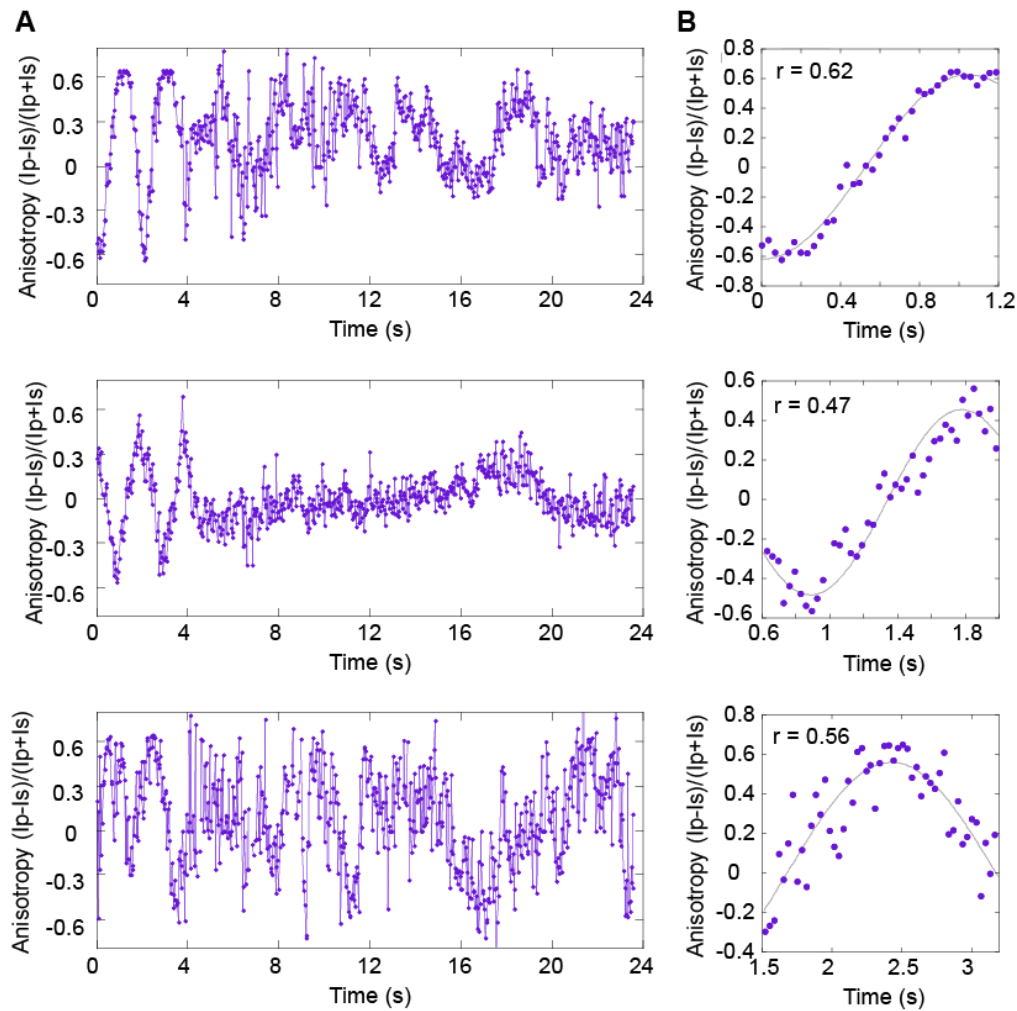 A
B
Anisotropy (Ip-Is)/(Ip+Is)
0.6
0.3
0
-0.3
-0.6
0 4 8 12 16 20 24
Time (s)
Anisotropy (Ip-Is)/(Ip+Is)
r = 0.62
0.8
0.6
0.4
0.2
0
-0.2
-0.4
-0.6
-0.8
0 0.4 0.8 1.2
Time (s)
Anisotropy (Ip-Is)/(Ip+Is)
0.6
0.3
0
-0.3
-0.6
0 4 8 12 16 20 24
Time (s)
Anisotropy (Ip-Is)/(Ip+Is)
r = 0.47
0.6
0.4
0.2
0
-0.2
-0.4
-0.6
0.6 1 1.4 1.8
Time (s)
Anisotropy (Ip-Is)/(Ip+Is)
0.6
0.3
0
-0.3
-0.6
0 4 8 12 16 20 24
Time (s)
Anisotropy (Ip-Is)/(Ip+Is)
r = 0.56
0.8
0.6
0.4
0.2
0
-0.2
-0.4
1.5 2 2.5 3
Time (s)